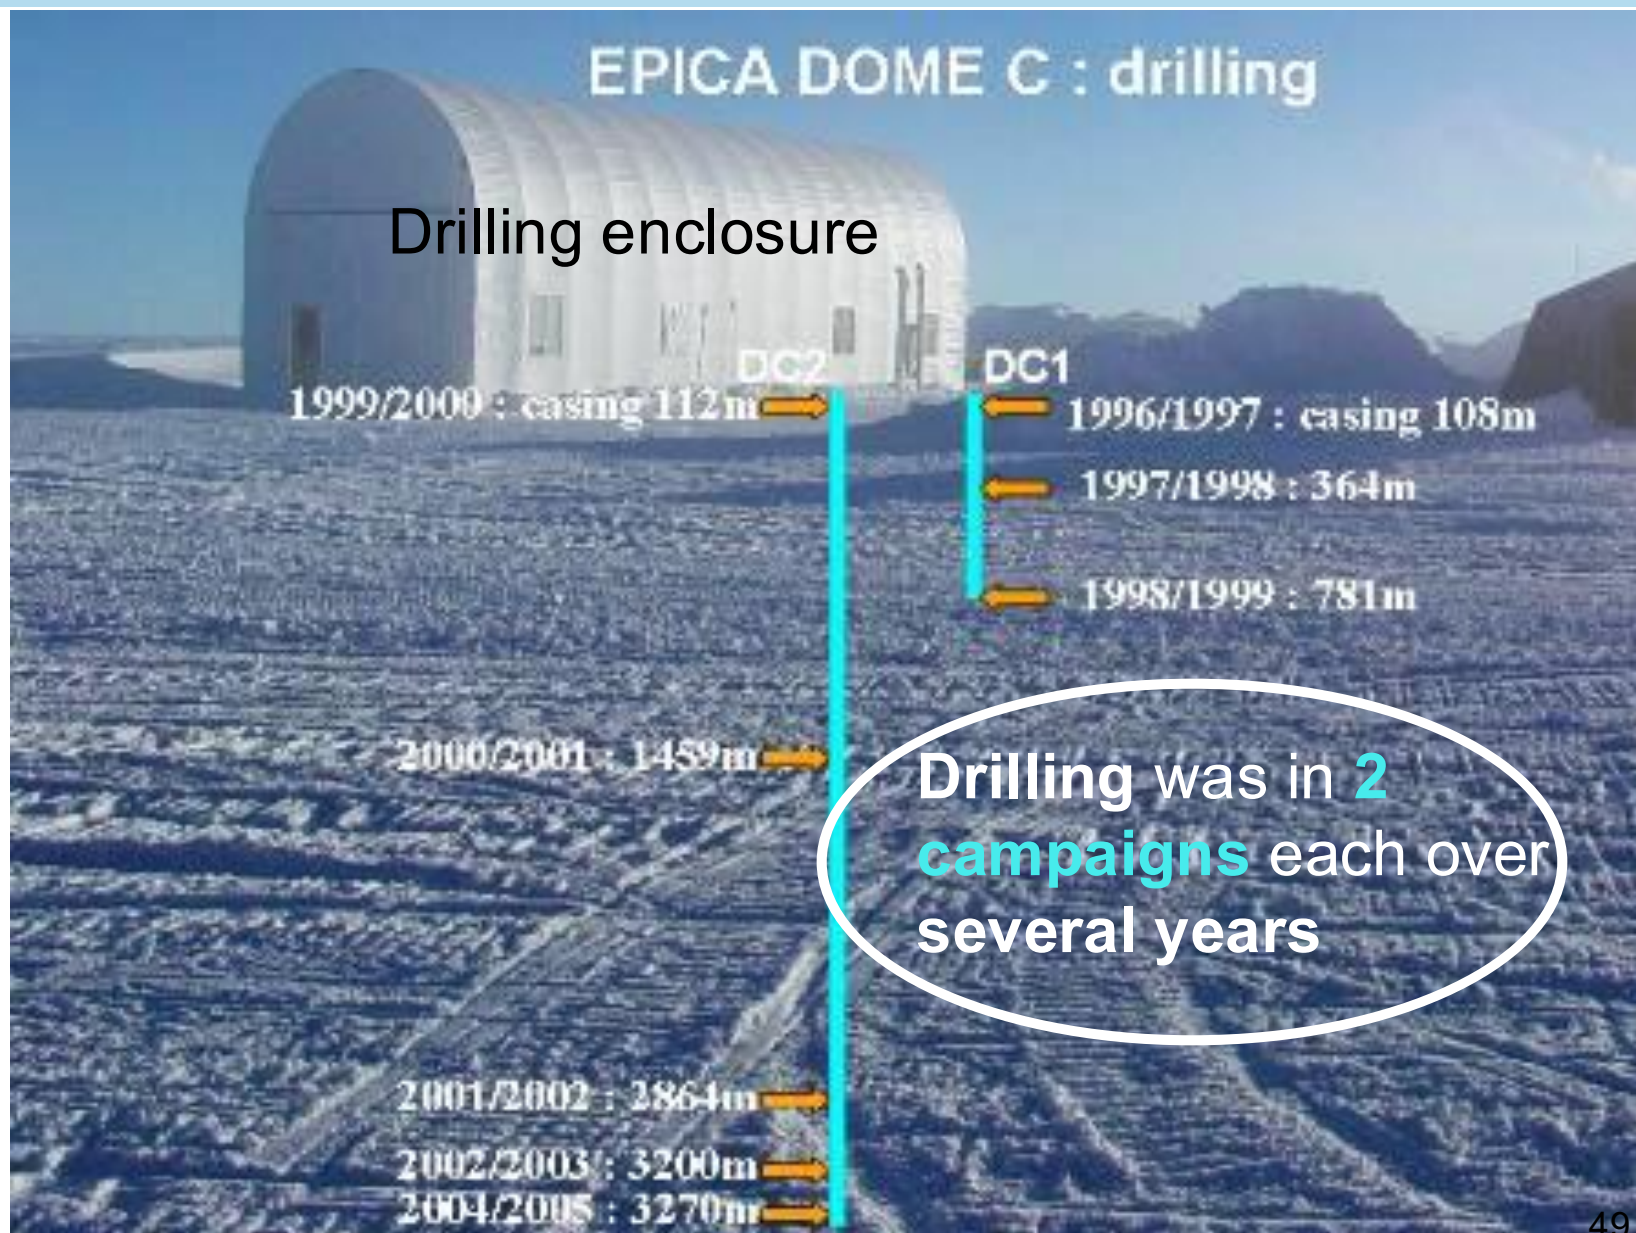 EPICA DOME C : drilling
Drilling enclosure
DC2
DC1
1999/2000 : casing 112m
1996/1997 : casing 108m
1997/1998 : 364m
1998/1999 : 781m
2000/2001 : 1459m
Drilling was in 2
campaigns each over
several years
2001/2002 : 2864m
2002/2003 : 3200m
2004/2005 : 3270m
49